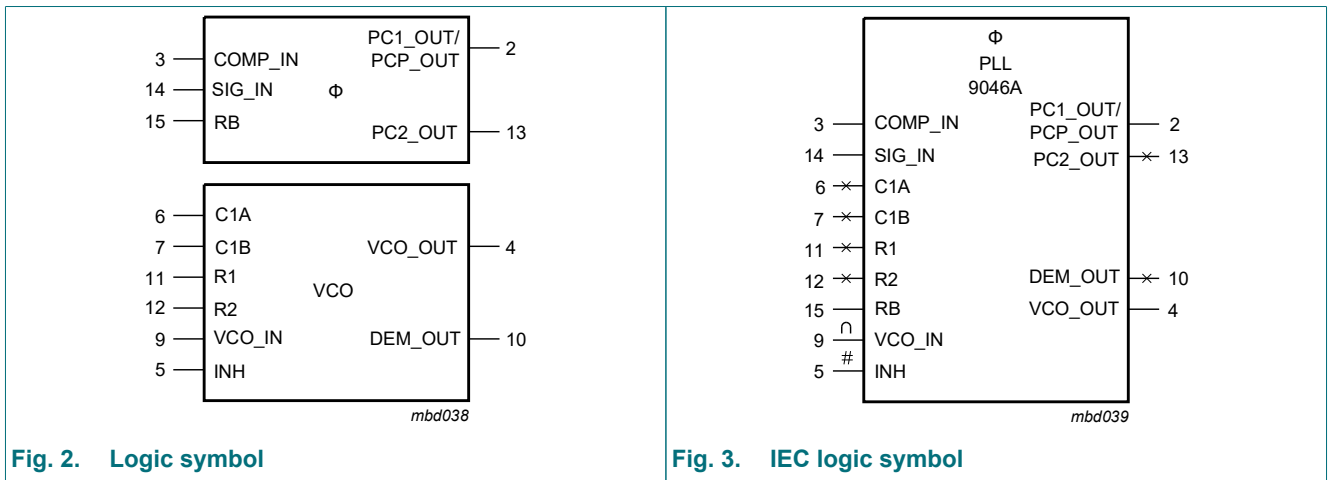 3 COMP_IN PC1_OUT/ 2
PCP_OUT
14 SIG_IN Φ
15 RB PC2_OUT 13
6 C1A
7 C1B VCO_OUT 4
11 R1
VCO
12 R2
9 VCO_IN DEM_OUT 10
5 INH
mbd038
Fig. 2. Logic symbol
Φ
PLL
9046A
3 COMP_IN PC1_OUT/ 2
PCP_OUT
14 SIG_IN PC2_OUT 13
6 C1A
7 C1B
11 R1
12 R2 DEM_OUT 10
15 RB VCO_OUT 4
9 ∩ VCO_IN
5 # INH
mbd039
Fig. 3. IEC logic symbol